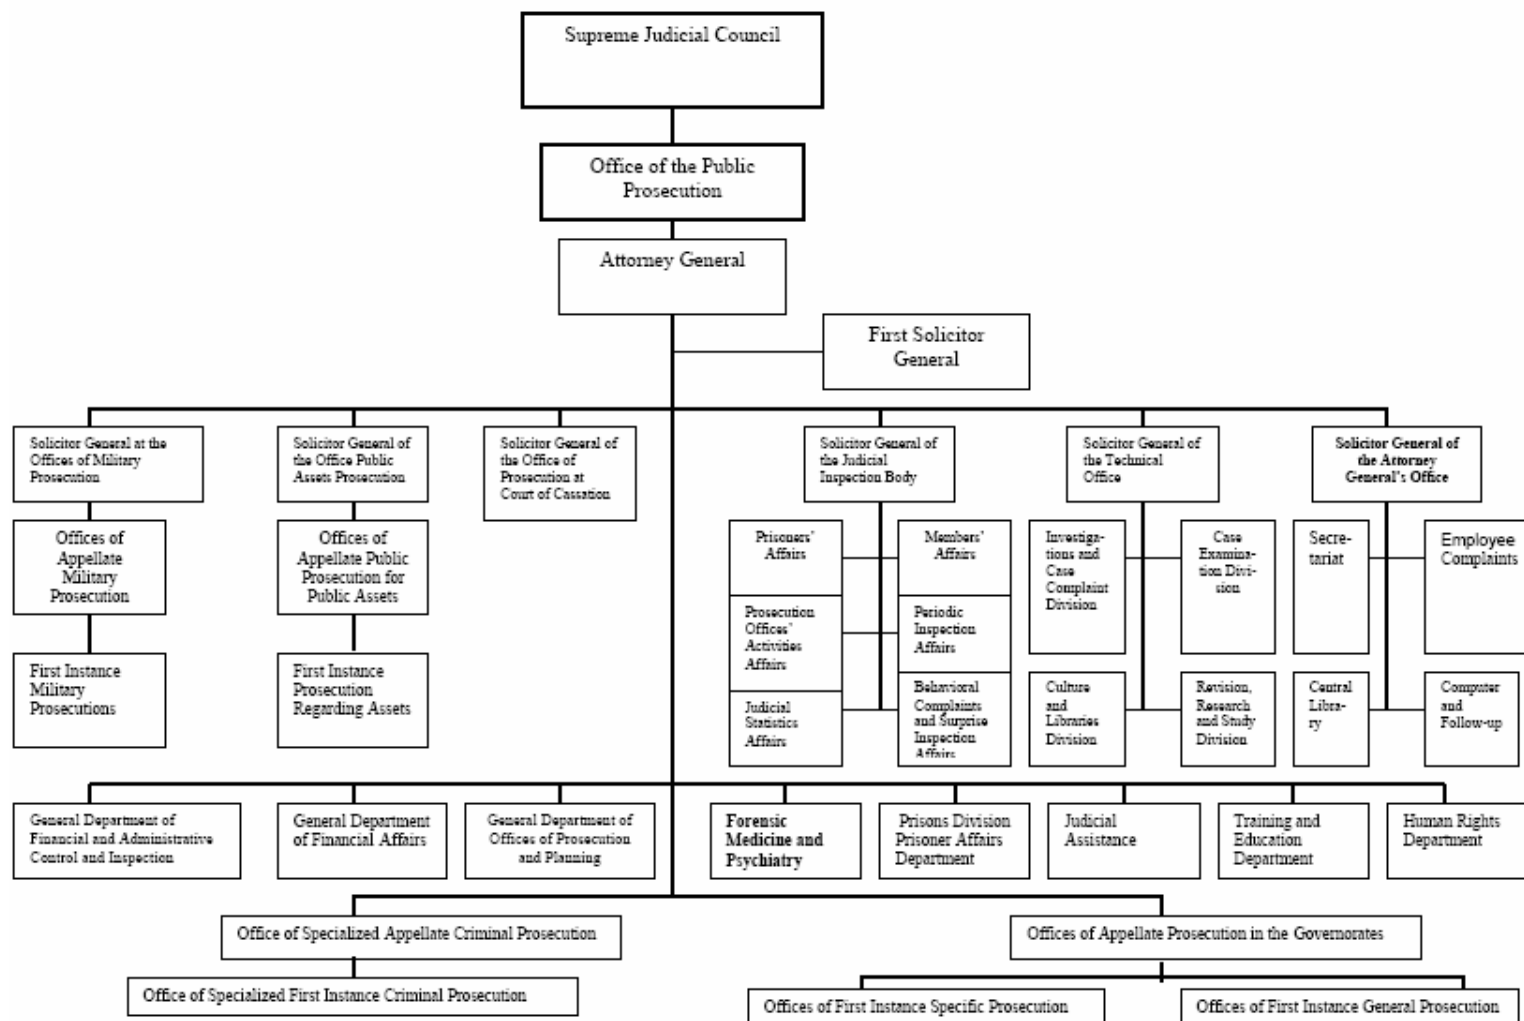 Supreme Judicial Council
Office of the Public
Prosecution
Attorney General
First Solicitor
General
Solicitor General at the
Offices of Military
Prosecution
Solicitor General of
the Office Public
Assets Prosecution
Solicitor General of
the Office of
Prosecution at
Court of Cassation
Solicitor General of
the Judicial
Inspection Body
Solicitor General of
the Technical
Office
Solicitor General of
the Attorney
General's Office
Offices of
Appellate
Military
Prosecution
Offices of
Appellate Public
Prosecution for
Public Assets
Prisoners'
Affairs
Members'
Affairs
Investiga-
tions and
Case
Complaint
Division
Case
Examina-
tion Divi-
sion
Secre-
tariat
Employee
Complaints
Prosecution
Offices'
Activities
Affairs
Periodic
Inspection
Affairs
First Instance
Military
Prosecutions
First Instance
Prosecution
Regarding Assets
Judicial
Statistics
Affairs
Behavioral
Complaints
and Surprise
Inspection
Affairs
Culture
and
Libraries
Division
Revision,
Research
and Study
Division
Central
Libra-
ry
Computer
and
Follow-up
General Department of
Financial and Administrative
Control and Inspection
General Department
of Financial Affairs
General Department of
Offices of Prosecution
and Planning
Forensic
Medicine and
Psychiatry
Prisons Division
Prisoner Affairs
Department
Judicial
Assistance
Training and
Education
Department
Human Rights
Department
Office of Specialized Appellate Criminal Prosecution
Offices of Appellate Prosecution in the Governorates
Office of Specialized First Instance Criminal Prosecution
Offices of First Instance Specific Prosecution
Offices of First Instance General Prosecution